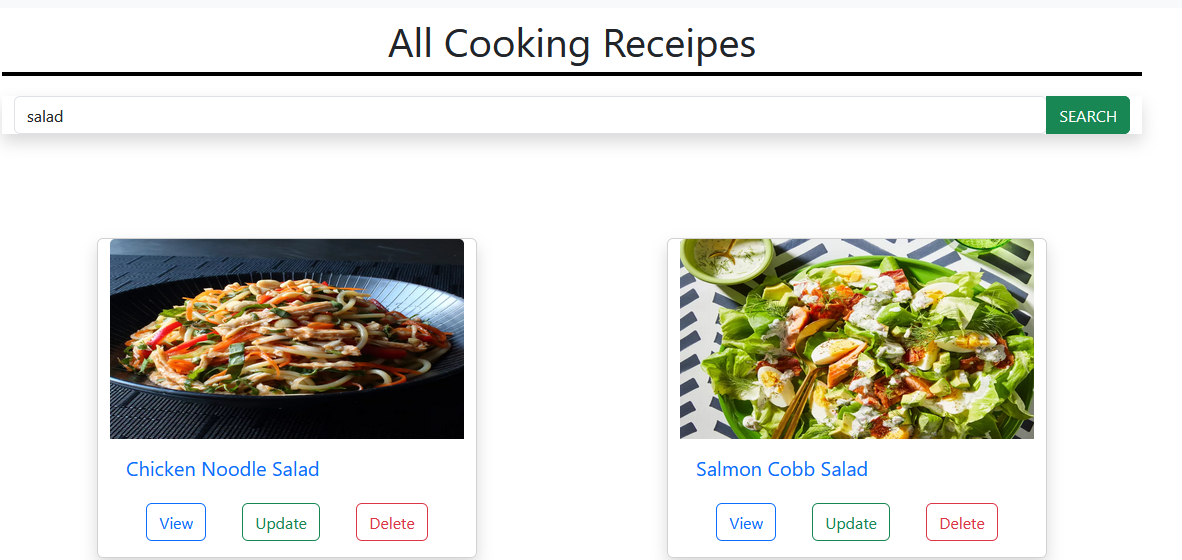 All Cooking Receipes
salad SEARCH
Chicken Noodle Salad
View Update Delete
Salmon Cobb Salad
View Update Delete